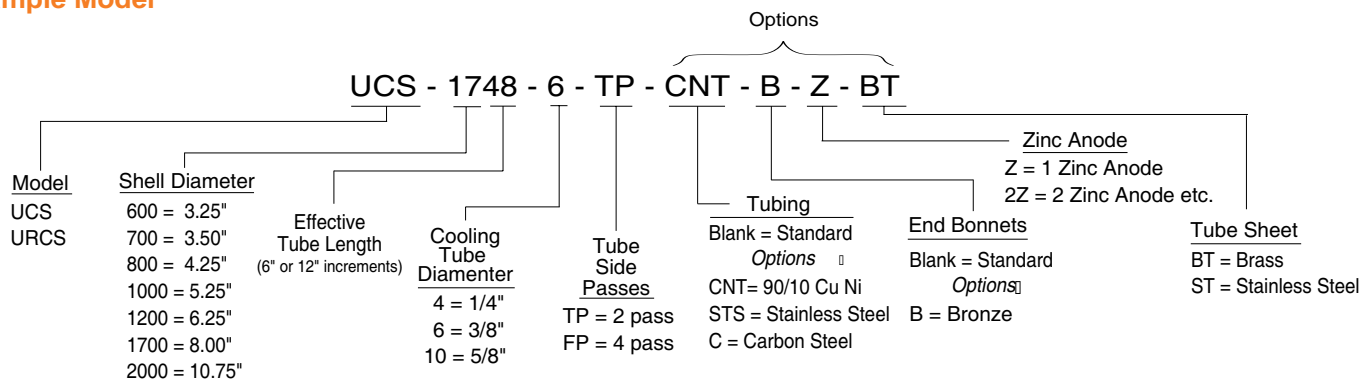 mple Model
Options
UCS - 1748 - 6 - TP - CNT - B - Z - BT
Model
UCS
URCS
Shell Diameter
600 = 3.25"
700 = 3.50"
800 = 4.25"
1000 = 5.25"
1200 = 6.25"
1700 = 8.00"
2000 = 10.75"
Effective
Tube Length
(6" or 12" increments)
Cooling
Tube
Diamenter
4 = 1/4"
6 = 3/8"
10 = 5/8"
Tube
Side
Passes
TP = 2 pass
FP = 4 pass
Tubing
Blank = Standard
Options
CNT= 90/10 Cu Ni
STS = Stainless Steel
C = Carbon Steel
End Bonnets
Blank = Standard
Options
B = Bronze
Zinc Anode
Z = 1 Zinc Anode
2Z = 2 Zinc Anode etc.
Tube Sheet
BT = Brass
ST = Stainless Steel